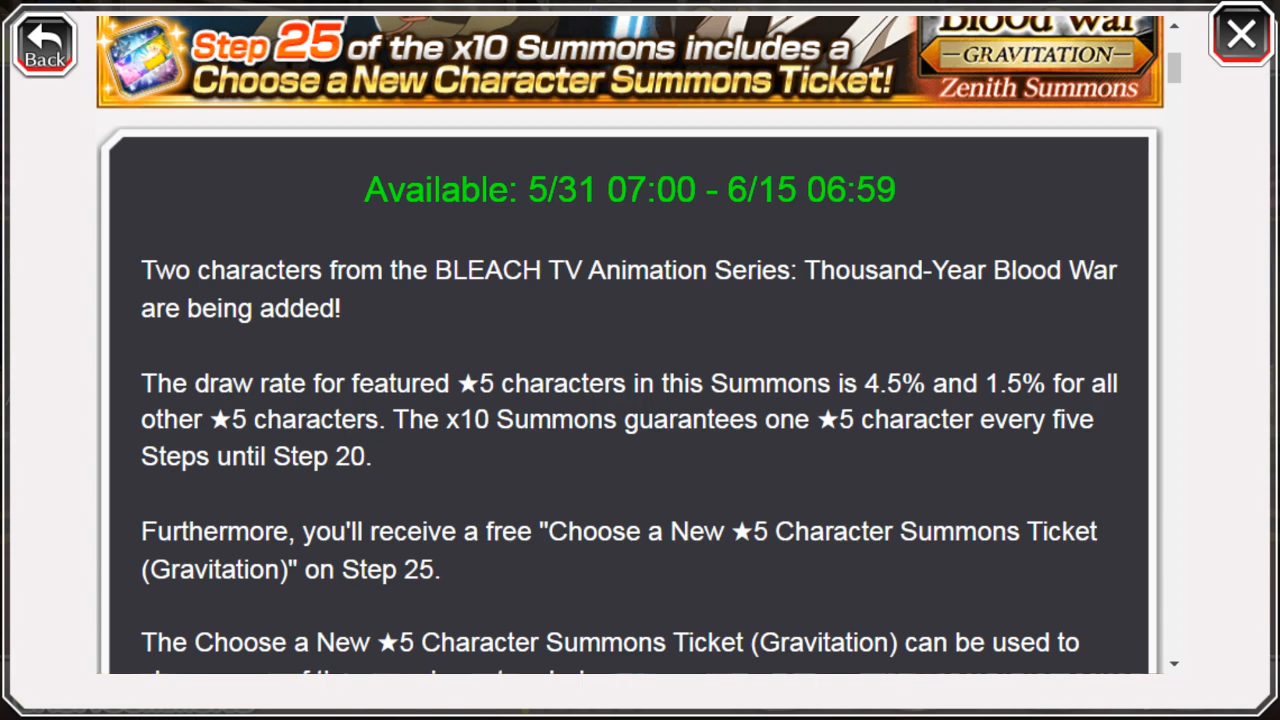 Back
Step 25 of the x10 Summons includes a
Choose a New Character Summons Ticket!
Blood War
GRAVITATION
Zenith Summons
Available: 5/31 07:00 - 6/15 06:59
Two characters from the BLEACH TV Animation Series: Thousand-Year Blood War
are being added!
The draw rate for featured ★5 characters in this Summons is 4.5% and 1.5% for all
other ★5 characters. The x10 Summons guarantees one ★5 character every five
Steps until Step 20.
Furthermore, you'll receive a free "Choose a New ★5 Character Summons Ticket
(Gravitation)" on Step 25.
The Choose a New ★5 Character Summons Ticket (Gravitation) can be used to